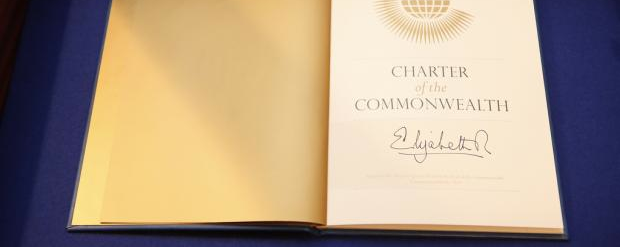 CHARTER
of the
COMMONWEALTH
Elizabeth R